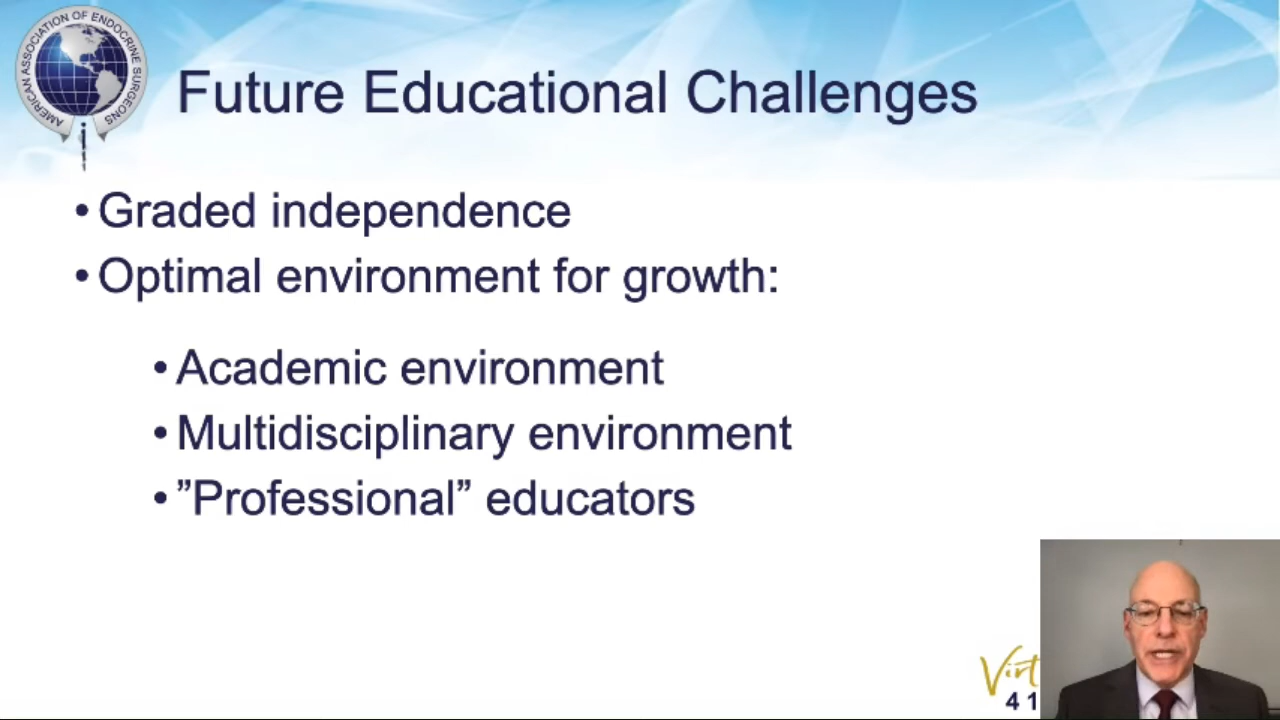 AMERICAN ASSOCIATION OF ENDOCRINE SURGEONS
Future Educational Challenges
• Graded independence
• Optimal environment for growth:
• Academic environment
• Multidisciplinary environment
• ”Professional” educators
Virt
41